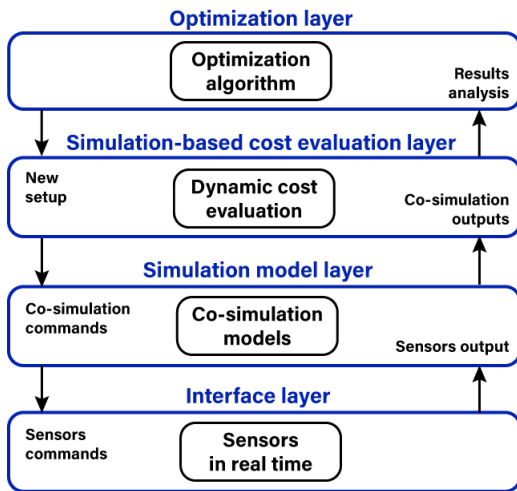 Optimization layer
Optimization
algorithm
Results
analysis
Simulation-based cost evaluation layer
New
setup
Dynamic cost
evaluation
Co-simulation
outputs
Simulation model layer
Co-simulation
commands
Co-simulation
models
Sensors output
Interface layer
Sensors
commands
Sensors
in real time